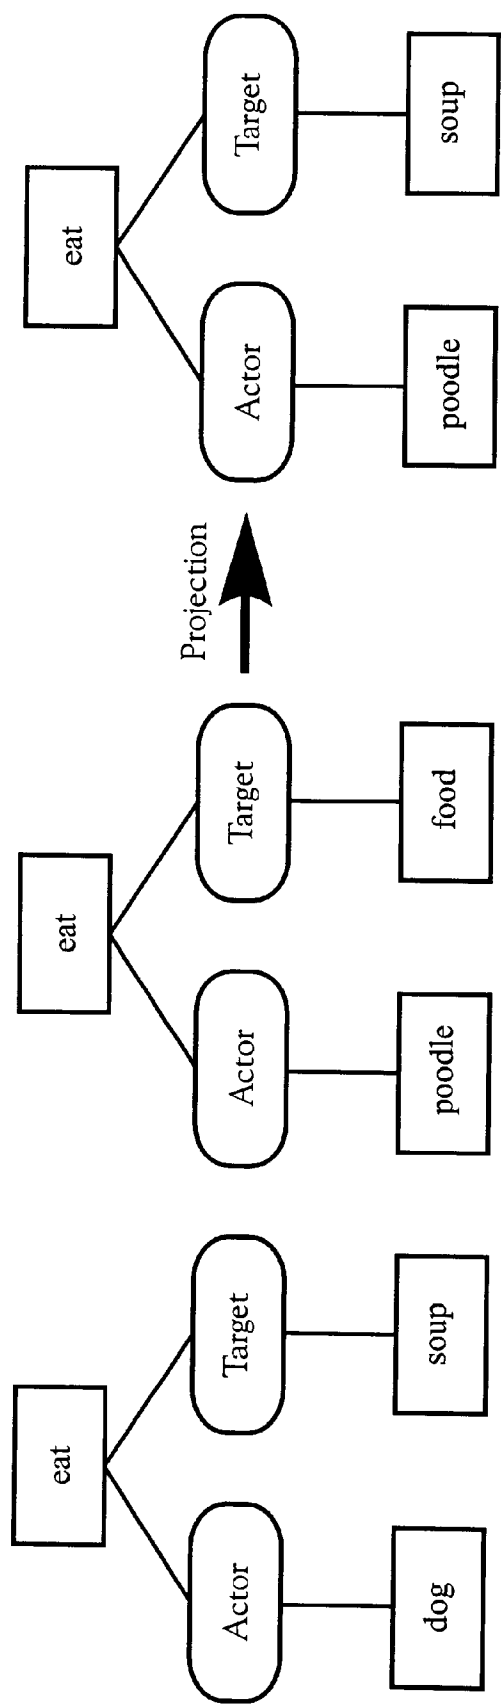 eat
Actor
Target
dog
soup
eat
Actor
Target
poodle
food
Projection
eat
Actor
Target
poodle
soup